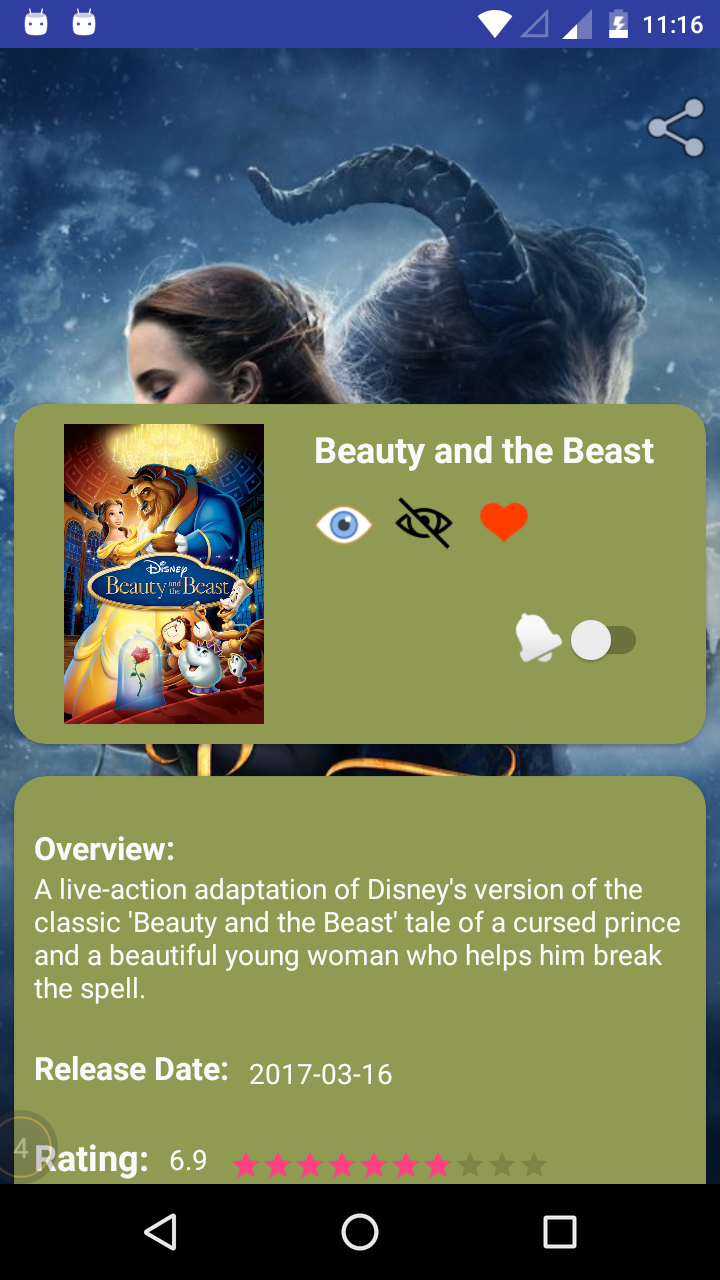 11:16
Beauty and the Beast
Disney
Beauty and the Beast
Overview:
A live-action adaptation of Disney's version of the
classic 'Beauty and the Beast' tale of a cursed prince
and a beautiful young woman who helps him break
the spell.
Release Date: 2017-03-16
4
Rating: 6.9